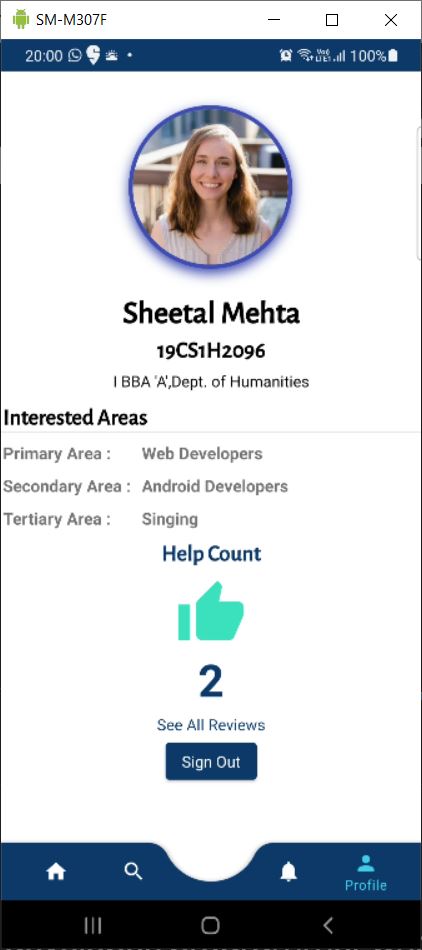 SM-M307F
20:00 100%
Sheetal Mehta
19CS1H2096
I BBA 'A',Dept. of Humanities
Interested Areas
Primary Area : Web Developers
Secondary Area : Android Developers
Tertiary Area : Singing
Help Count
2
See All Reviews
Sign Out
Profile